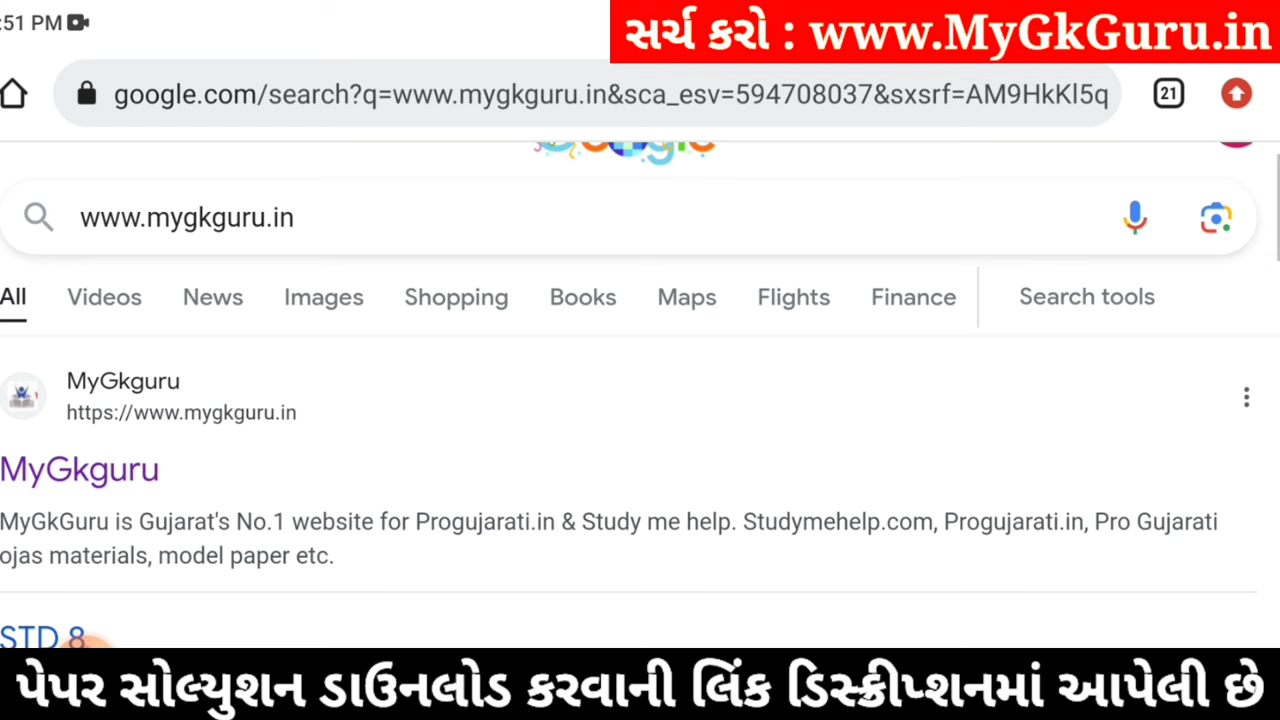 :51 PM
સર્ચ કરો : www.MyGkGuru.in
google.com/search?q=www.mygkguru.in&sca_esv=594708037&sxsrf=AM9HkKl5q
21
www.mygkguru.in
All Videos News Images Shopping Books Maps Flights Finance Search tools
MyGkguru
https://www.mygkguru.in
MyGkguru
MyGkGuru is Gujarat's No.1 website for Progujarati.in & Study me help. Studymehelp.com, Progujarati.in, Pro Gujarati
ojas materials, model paper etc.
STD 8
પેપર સોલ્યુશન ડાઉનલોડ કરવાની લિંક ડિસ્ક્રીપ્શનમાં આપેલી છે